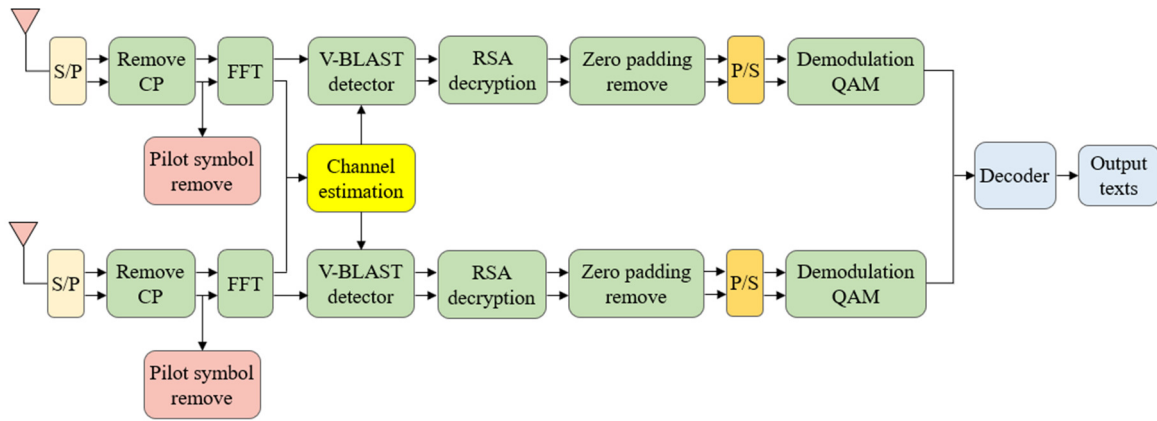 S/P
Remove
CP
FFT
V-BLAST
detector
RSA
decryption
Zero padding
remove
P/S
Demodulation
QAM
Pilot symbol
remove
Channel
estimation
Decoder
Output
texts
S/P
Remove
CP
FFT
V-BLAST
detector
RSA
decryption
Zero padding
remove
P/S
Demodulation
QAM
Pilot symbol
remove